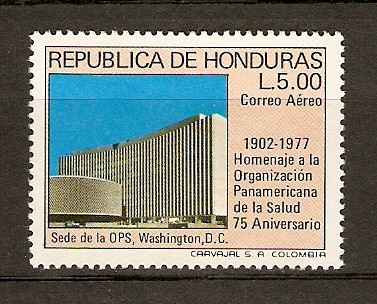 REPUBLICA DE HONDURAS
L.5.00
Correo Aéreo
1902-1977
Homenaje a la
Organización
Panamericana
de la Salud
75 Aniversario
Sede de la OPS, Washington, D.C.
CARVAJAL S. A. COLOMBIA